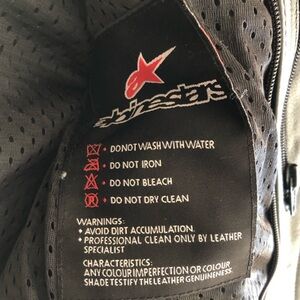 alpinestars
• DO NOT WASH WITH WATER
• DO NOT IRON
• DO NOT BLEACH
• DO NOT DRY CLEAN
WARNINGS:
• AVOID DIRT ACCUMULATION.
• PROFESSIONAL CLEAN ONLY BY LEATHER
SPECIALIST
CHARACTERISTICS:
ANY COLOUR IMPERFECTION OR COLOUR
SHADE TESTIFY THE LEATHER GENUINENESS.